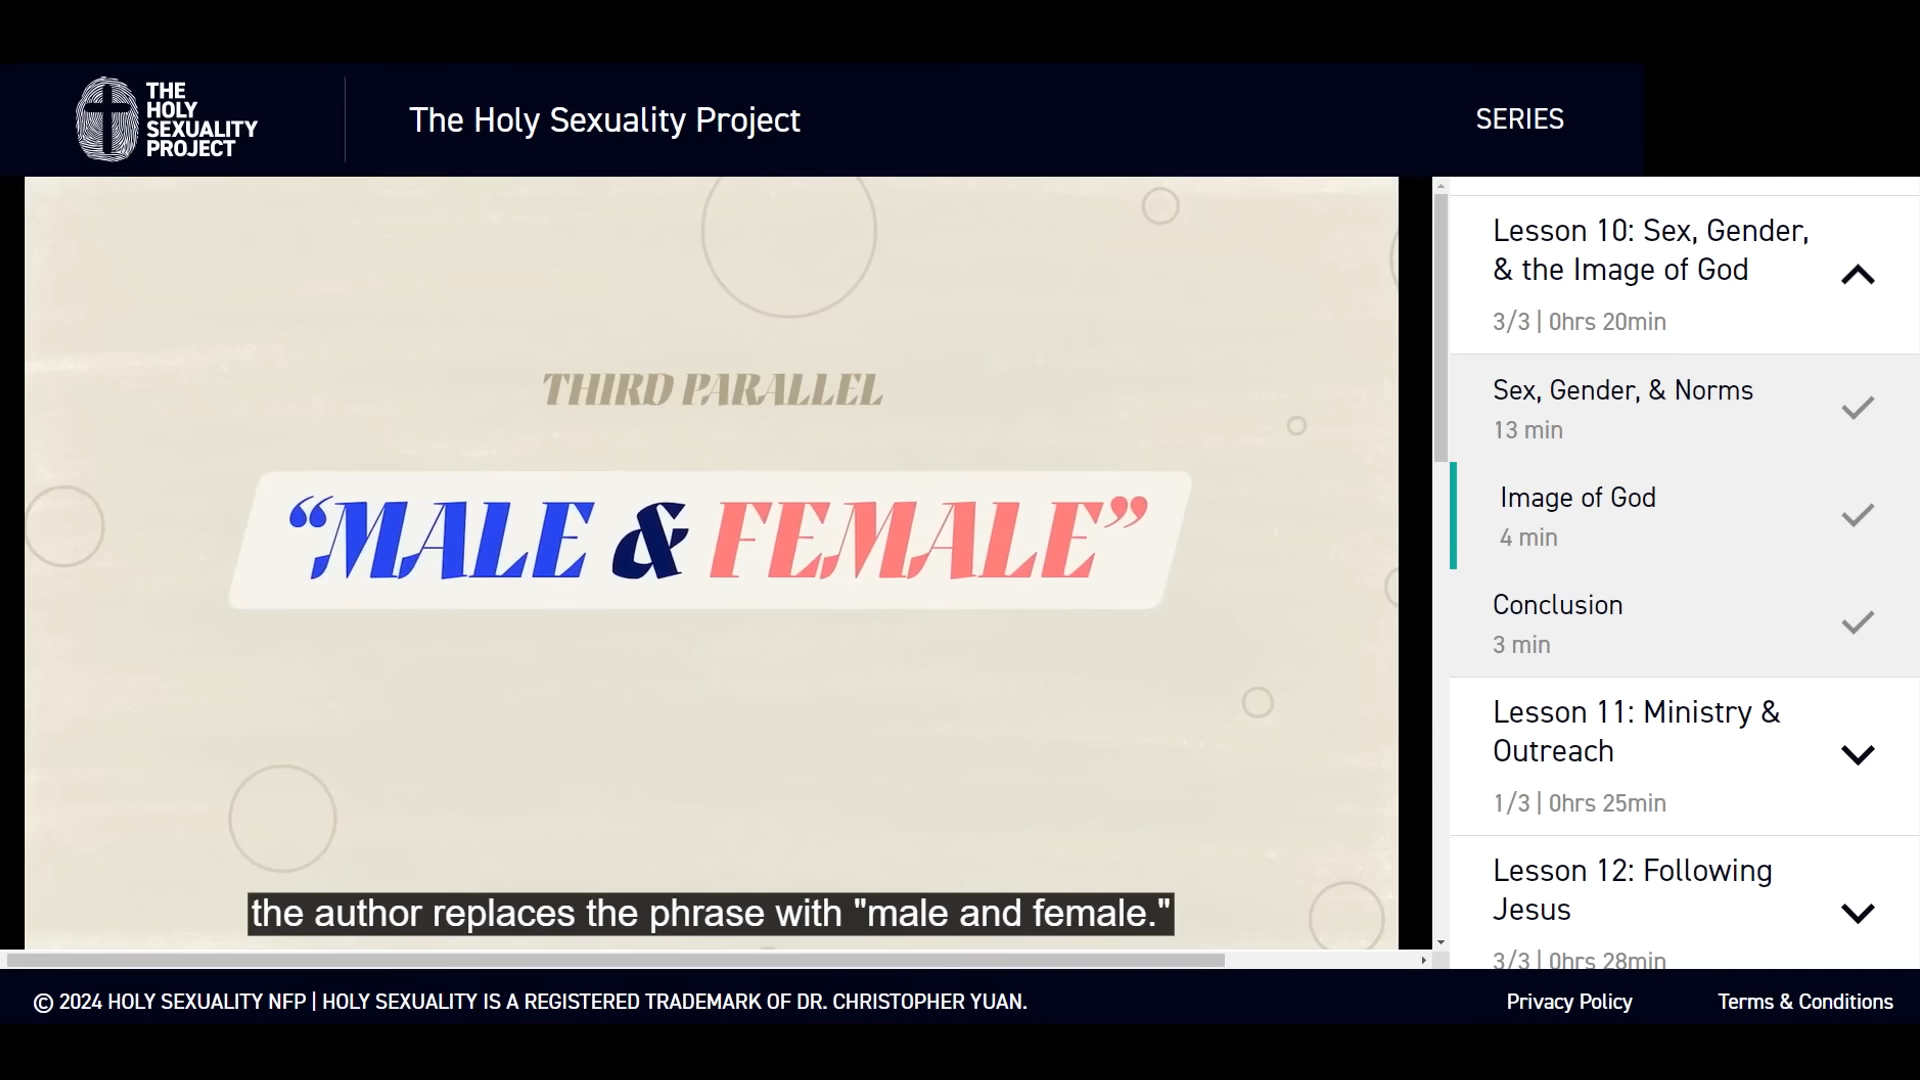 THE
HOLY
SEXUALITY
PROJECT
The Holy Sexuality Project
SERIES
THIRD PARALLEL
“MALE & FEMALE”
the author replaces the phrase with "male and female."
Lesson 10: Sex, Gender,
& the Image of God
3/3 | 0hrs 20min
Sex, Gender, & Norms
13 min
Image of God
4 min
Conclusion
3 min
Lesson 11: Ministry &
Outreach
1/3 | 0hrs 25min
Lesson 12: Following
Jesus
3/3 | 0hrs 28min
© 2024 HOLY SEXUALITY NFP | HOLY SEXUALITY IS A REGISTERED TRADEMARK OF DR. CHRISTOPHER YUAN.
Privacy Policy
Terms & Conditions